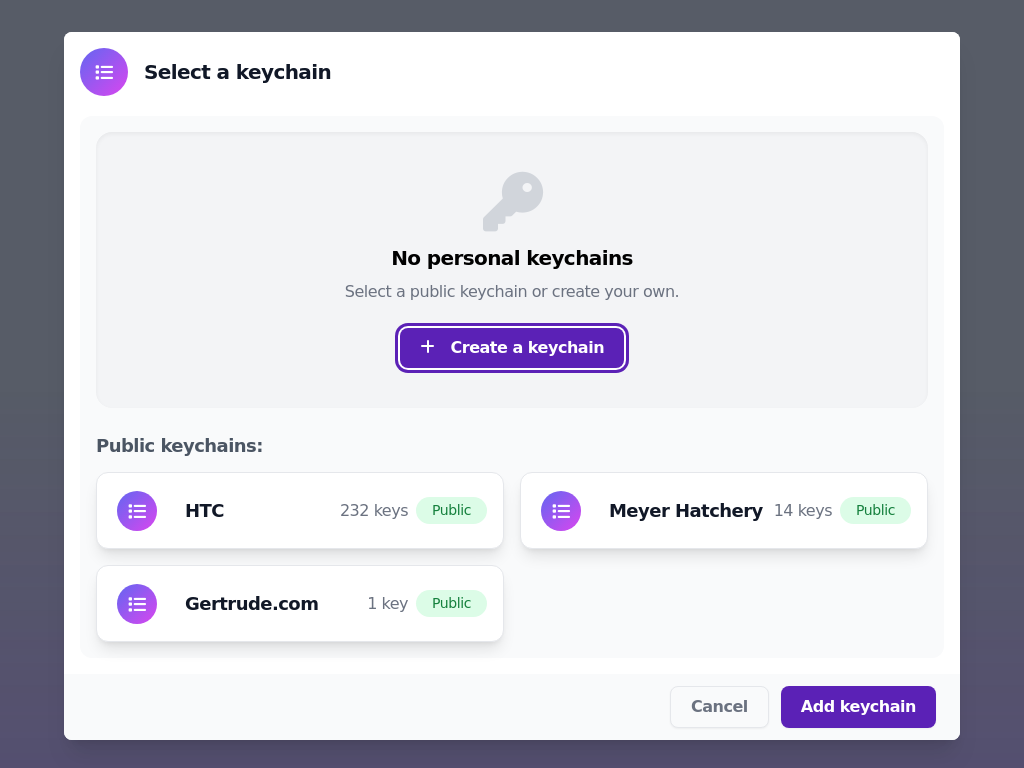 Select a keychain
No personal keychains
Select a public keychain or create your own.
Create a keychain
Public keychains:
HTC 232 keys Public
Meyer Hatchery 14 keys Public
Gertrude.com 1 key Public
Cancel Add keychain